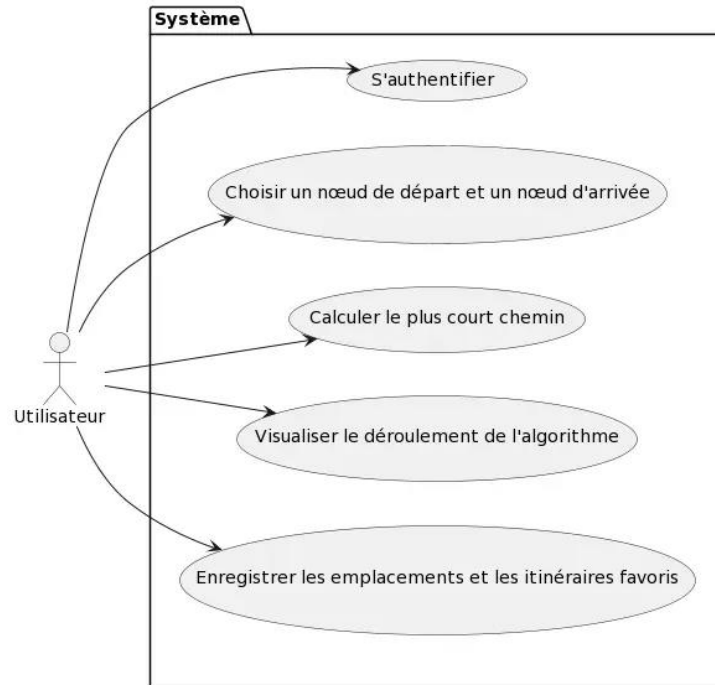 Système
S'authentifier
Choisir un nœud de départ et un nœud d'arrivée
Calculer le plus court chemin
Utilisateur
Visualiser le déroulement de l'algorithme
Enregistrer les emplacements et les itinéraires favoris